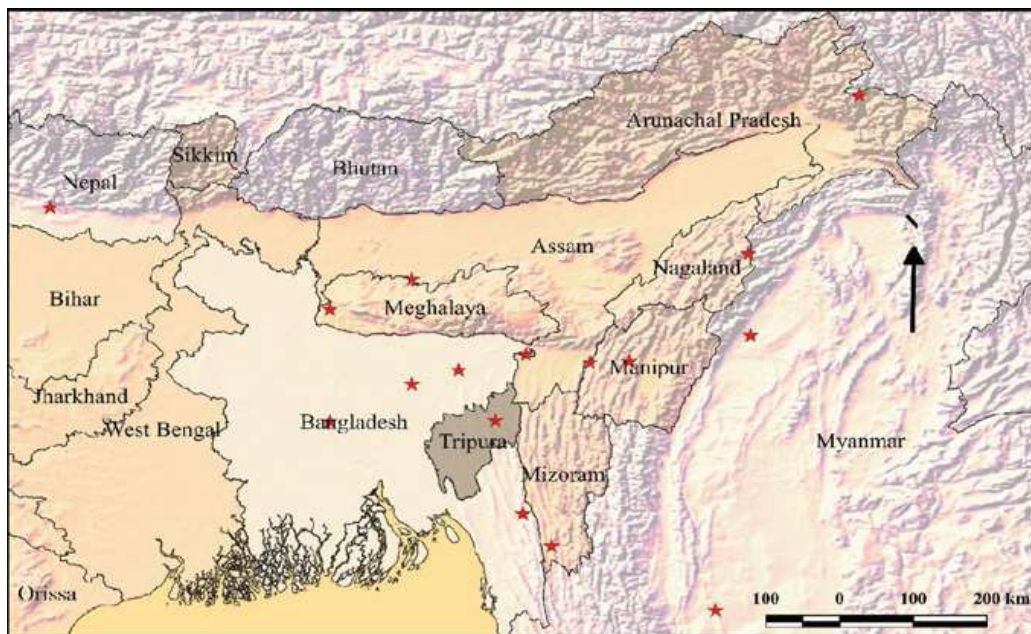 Arunachal Pradesh
Sikkim
Bhutan
Nepal
Assam
Nagaland
Bihar
Meghalaya
Manipur
Jharkhand
West Bengal
Bangladesh
Tripura
Myanmar
Mizoram
Orissa
100 0 100 200 km